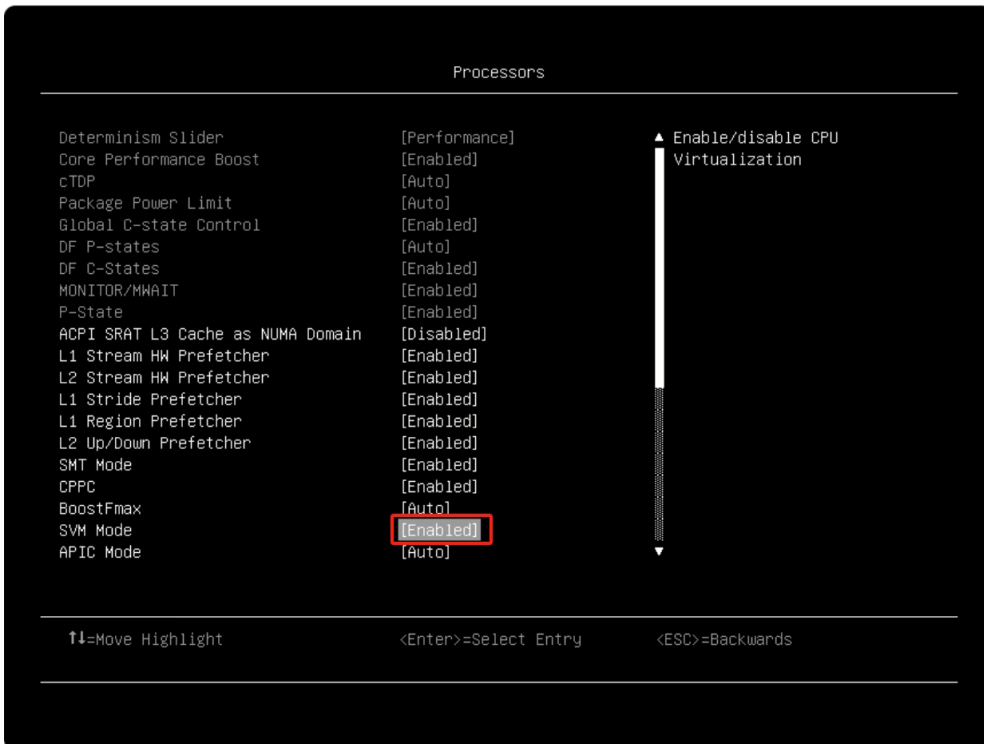 Processors
Determinism Slider [Performance]
Core Performance Boost [Enabled]
cTDP [Auto]
Package Power Limit [Auto]
Global C-state Control [Enabled]
DF P-states [Auto]
DF C-States [Enabled]
MONITOR/MWAIT [Enabled]
P-State [Enabled]
ACPI SRAT L3 Cache as NUMA Domain [Disabled]
L1 Stream HW Prefetcher [Enabled]
L2 Stream HW Prefetcher [Enabled]
L1 Stride Prefetcher [Enabled]
L1 Region Prefetcher [Enabled]
L2 Up/Down Prefetcher [Enabled]
SMT Mode [Enabled]
CPPC [Enabled]
BoostFmax [Auto]
SVM Mode [Enabled]
APIC Mode [Auto]
Enable/disable CPU
Virtualization
↑↓=Move Highlight <Enter>=Select Entry <ESC>=Backwards